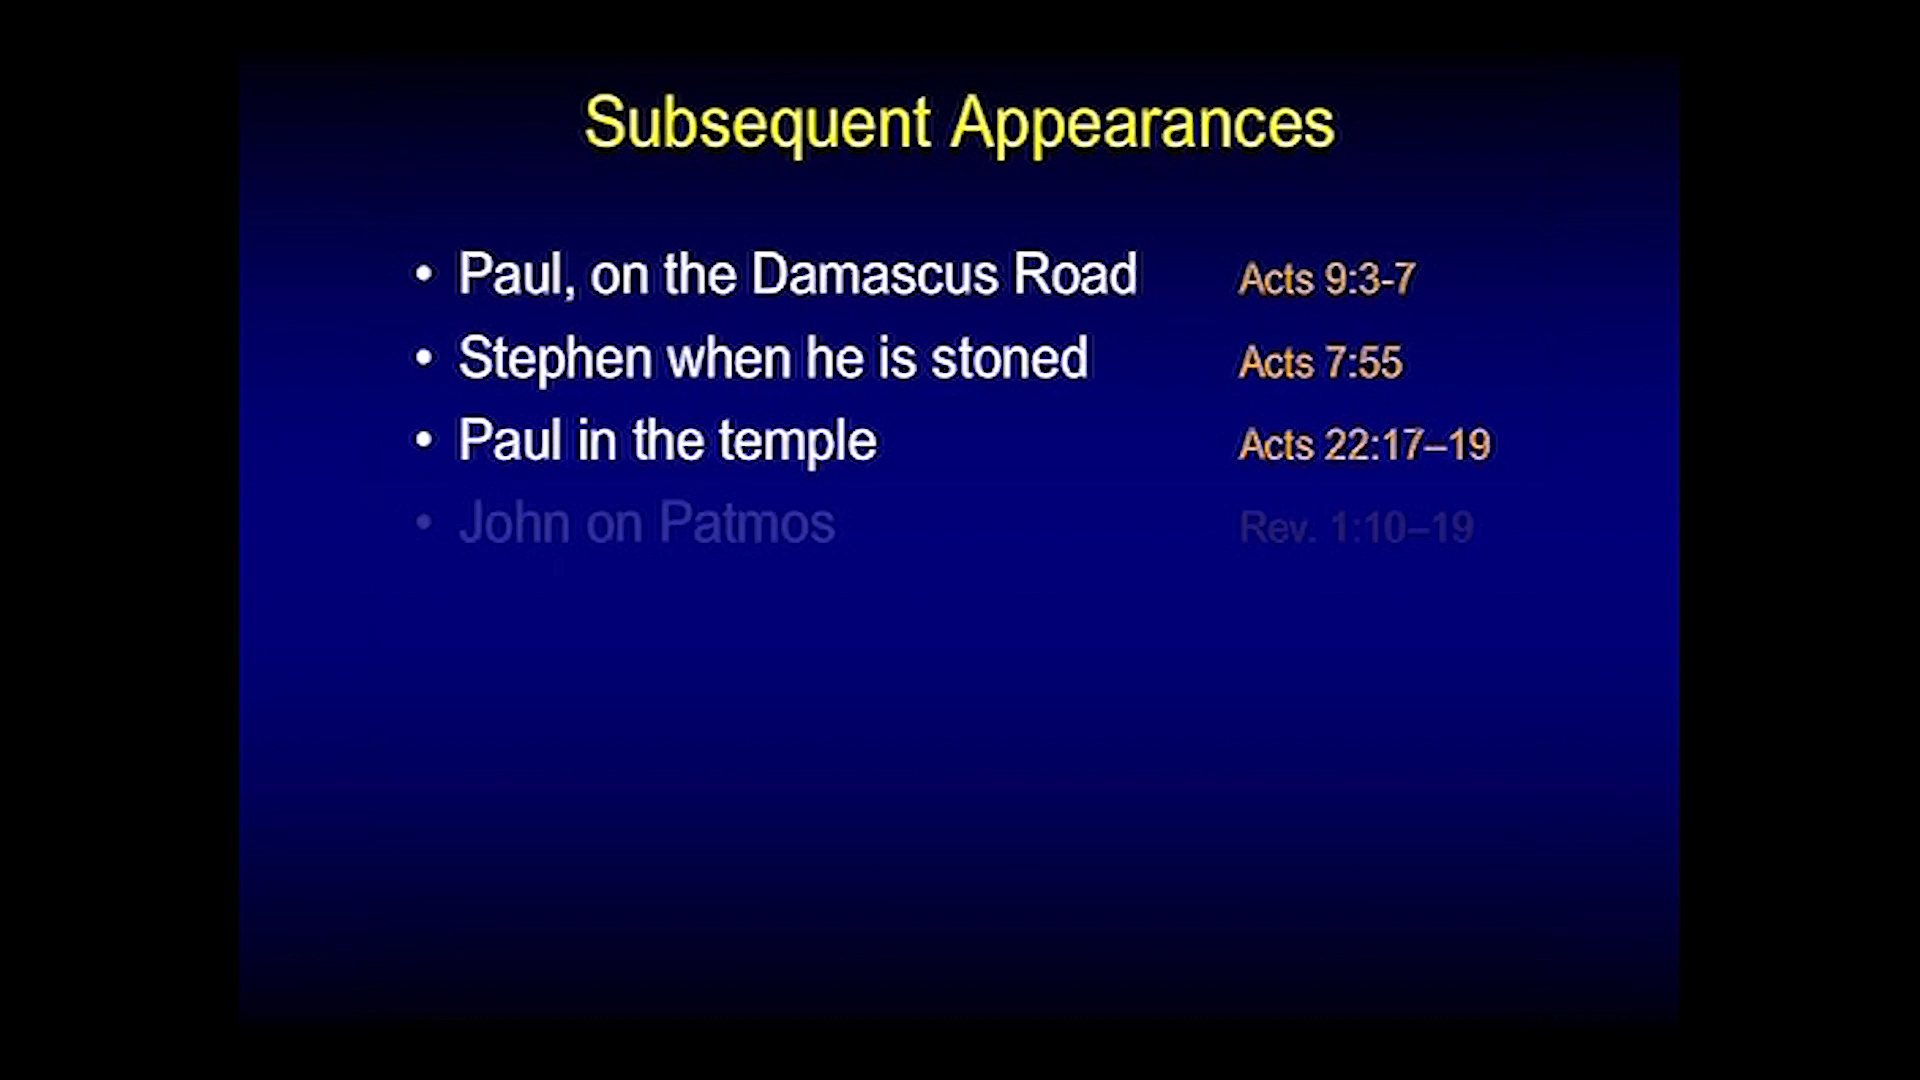 Subsequent Appearances
• Paul, on the Damascus Road Acts 9:3-7
• Stephen when he is stoned Acts 7:55
• Paul in the temple Acts 22:17–19
• John on Patmos Rev. 1:10–19